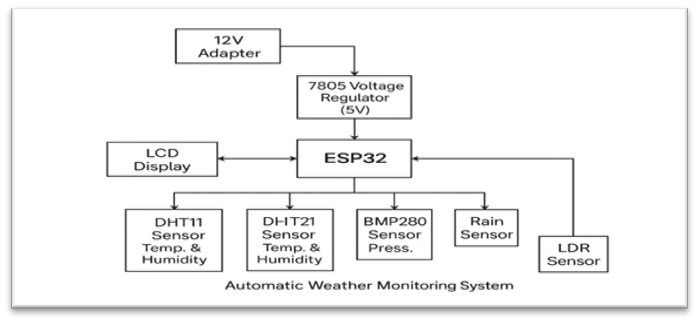 12V
Adapter
7805 Voltage
Regulator
(5V)
LCD
Display
ESP32
DHT11
Sensor
Temp. &
Humidity
DHT21
Sensor
Temp. &
Humidity
BMP280
Sensor
Press.
Rain
Sensor
LDR
Sensor
Automatic Weather Monitoring System